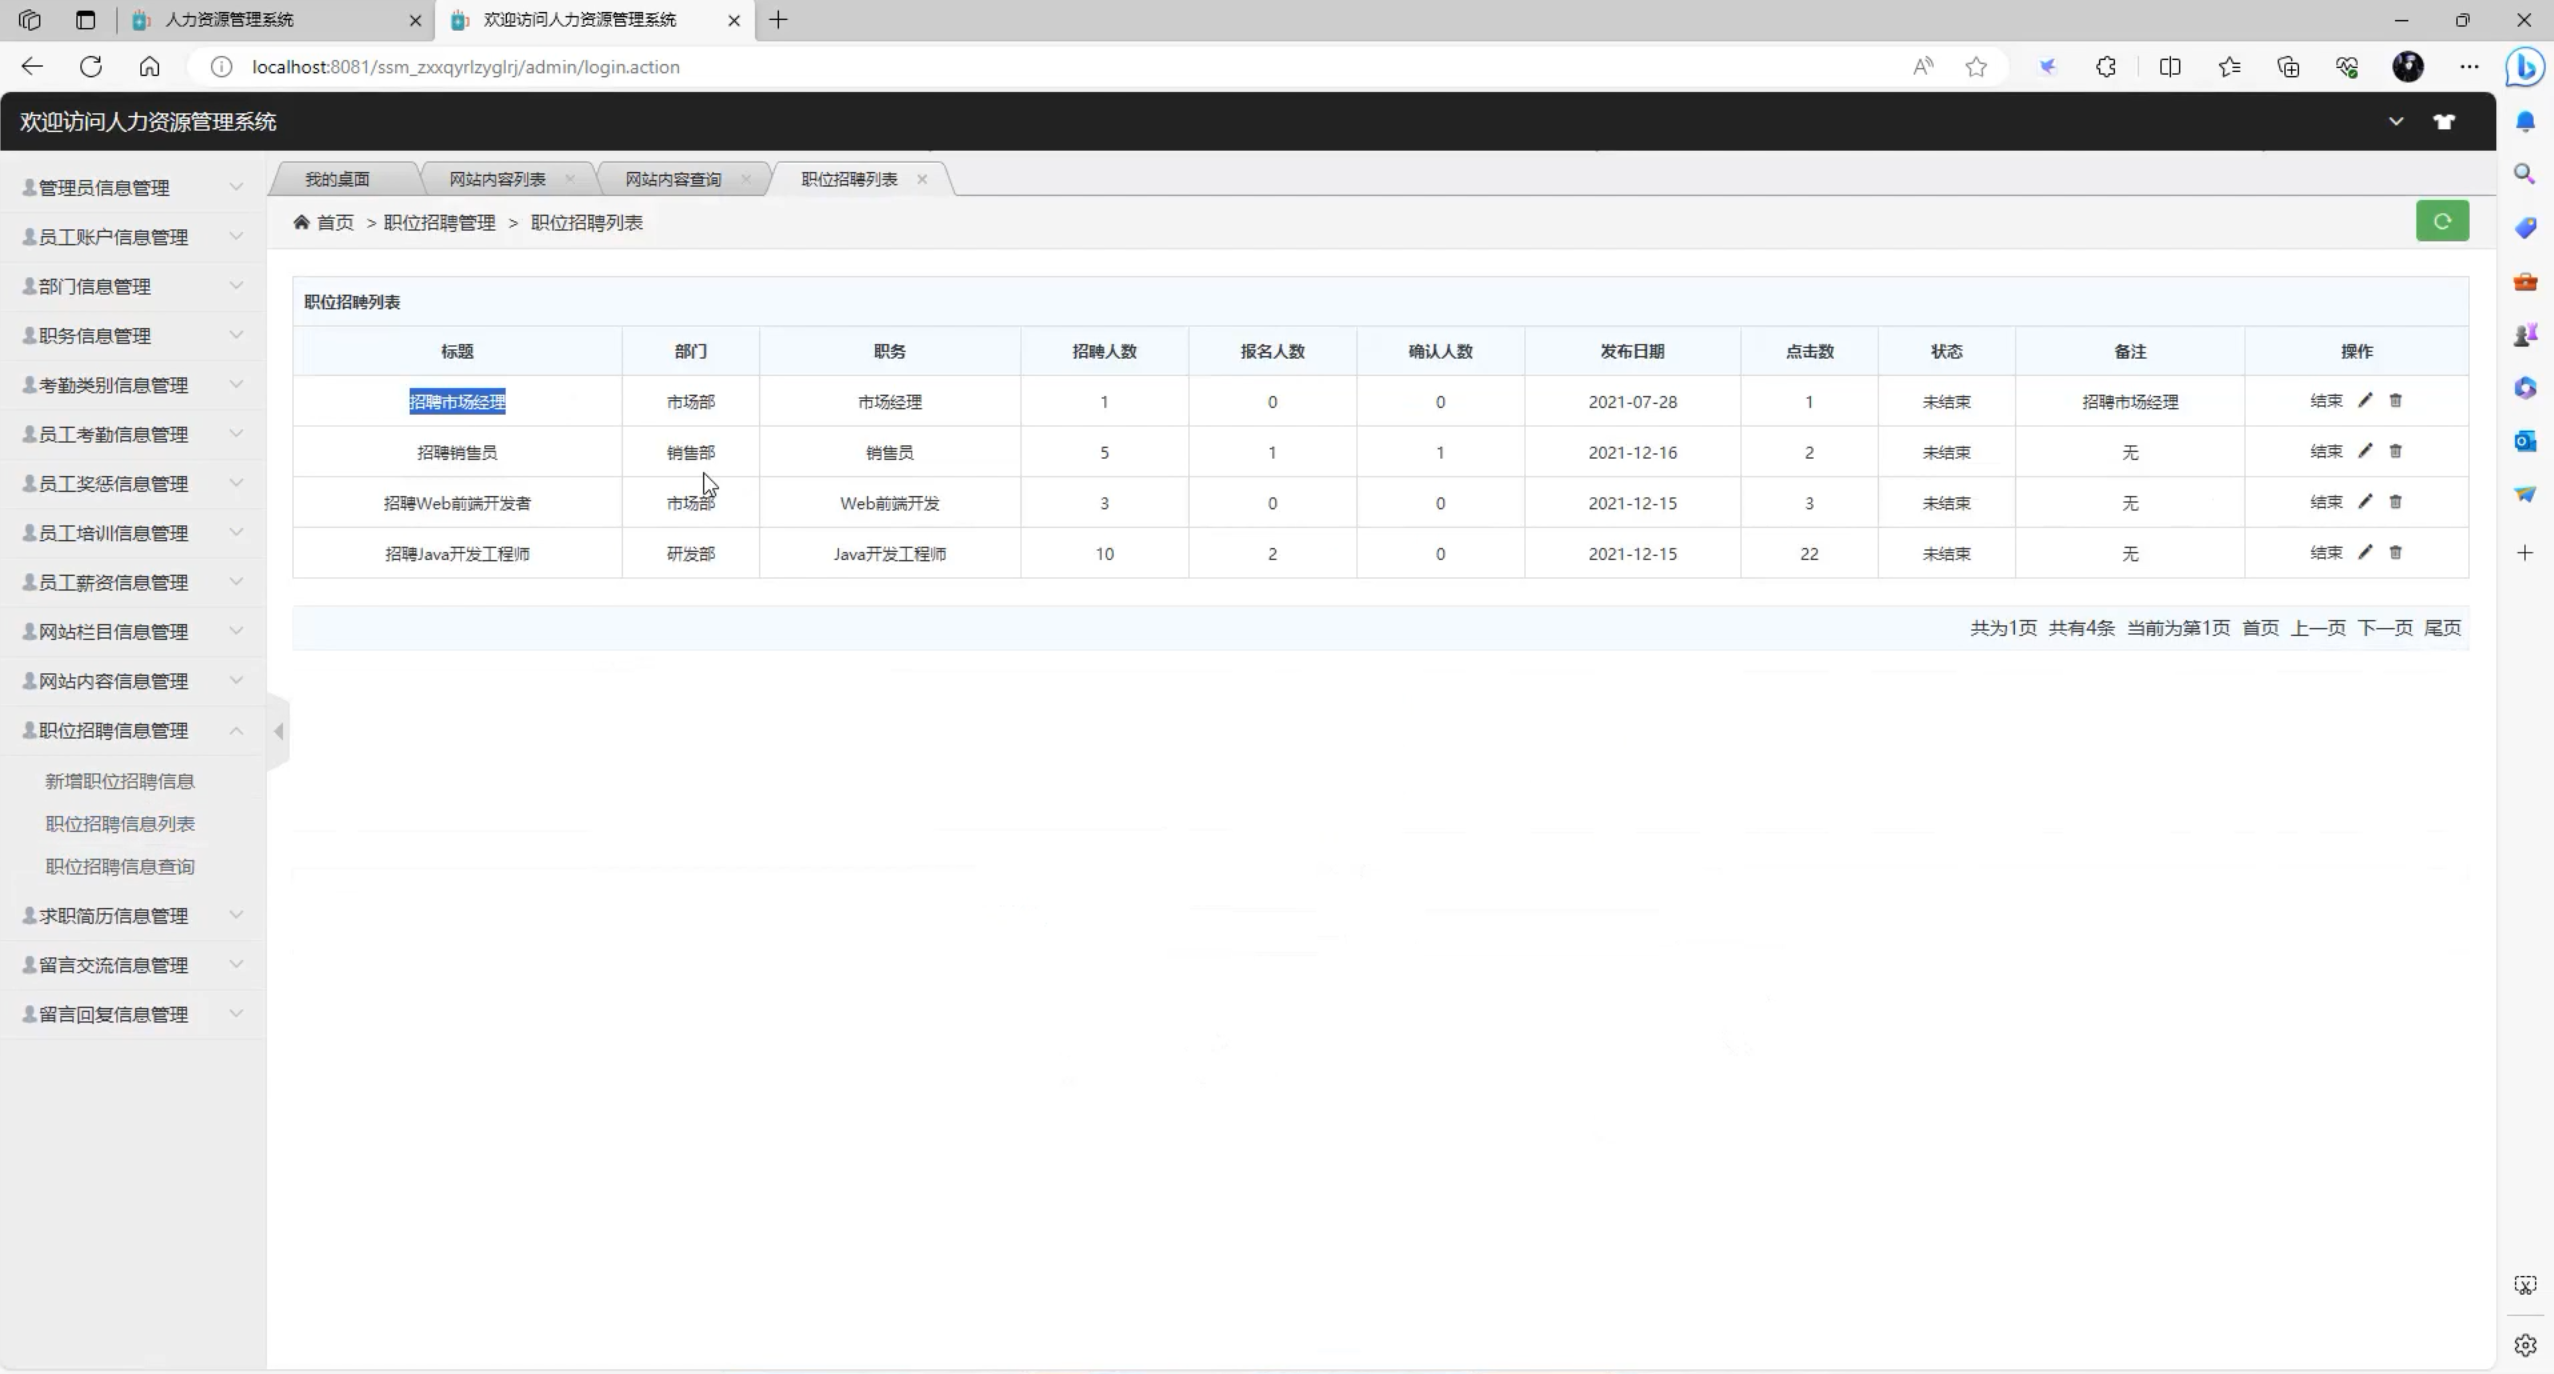 人力资源管理系统
欢迎访问人力资源管理系统
localhost:8081/ssm_zxxqyrlzyglrj/admin/login.action
欢迎访问人力资源管理系统
管理员信息管理
员工账户信息管理
部门信息管理
职务信息管理
考勤类别信息管理
员工考勤信息管理
员工奖惩信息管理
员工培训信息管理
员工薪资信息管理
网站栏目信息管理
网站内容信息管理
职位招聘信息管理
新增职位招聘信息
职位招聘信息列表
职位招聘信息查询
求职简历信息管理
留言交流信息管理
留言回复信息管理
我的桌面 网站内容列表 网站内容查询 职位招聘列表
首页 > 职位招聘管理 > 职位招聘列表
职位招聘列表
标题 部门 职务 招聘人数 报名人数 确认人数 发布日期 点击数 状态 备注 操作
招聘市场经理 市场部 市场经理 1 0 0 2021-07-28 1 未结束 招聘市场经理 结束
招聘销售员 销售部 销售员 5 1 1 2021-12-16 2 未结束 无 结束
招聘Web前端开发者 市场部 Web前端开发 3 0 0 2021-12-15 3 未结束 无 结束
招聘Java开发工程师 研发部 Java开发工程师 10 2 0 2021-12-15 22 未结束 无 结束
共为1页 共有4条 当前为第1页 首页 上一页 下一页 尾页